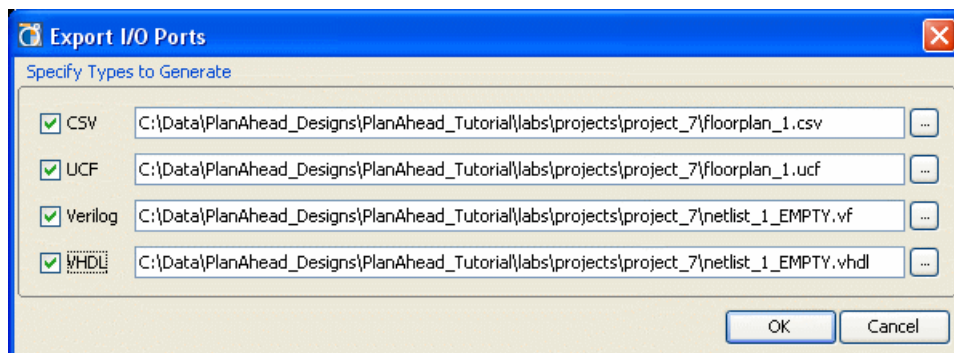 Export I/O Ports
Specify Types to Generate
CSV C:\Data\PlanAhead_Designs\PlanAhead_Tutorial\labs\projects\project_7\floorplan_1.csv ...
UCF C:\Data\PlanAhead_Designs\PlanAhead_Tutorial\labs\projects\project_7\floorplan_1.ucf ...
Verilog C:\Data\PlanAhead_Designs\PlanAhead_Tutorial\labs\projects\project_7\netlist_1_EMPTY.vf ...
VHDL C:\Data\PlanAhead_Designs\PlanAhead_Tutorial\labs\projects\project_7\netlist_1_EMPTY.vhdl ...
OK Cancel